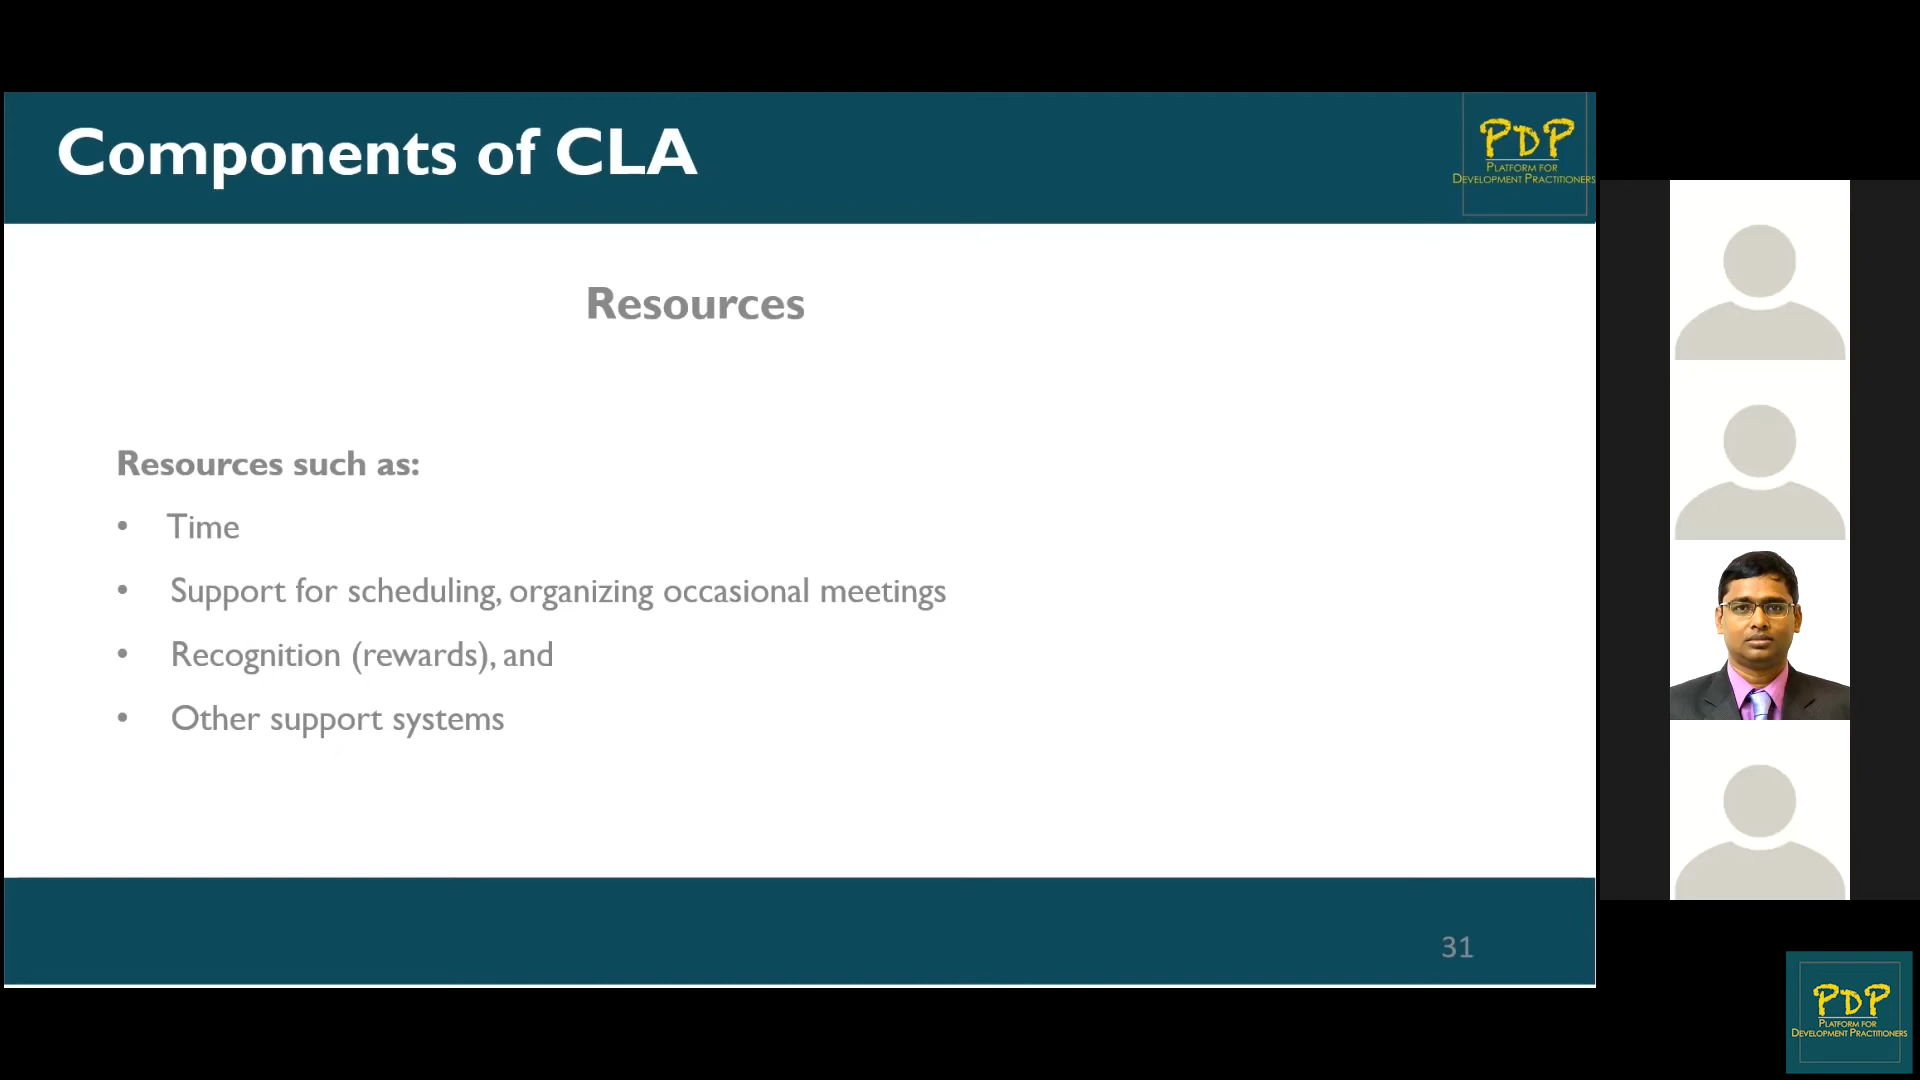 Components of CLA
PDP
PLATFORM FOR
DEVELOPMENT PRACTITIONERS
Resources
Resources such as:
• Time
• Support for scheduling, organizing occasional meetings
• Recognition (rewards), and
• Other support systems
31
PDP
PLATFORM FOR
DEVELOPMENT PRACTITIONERS